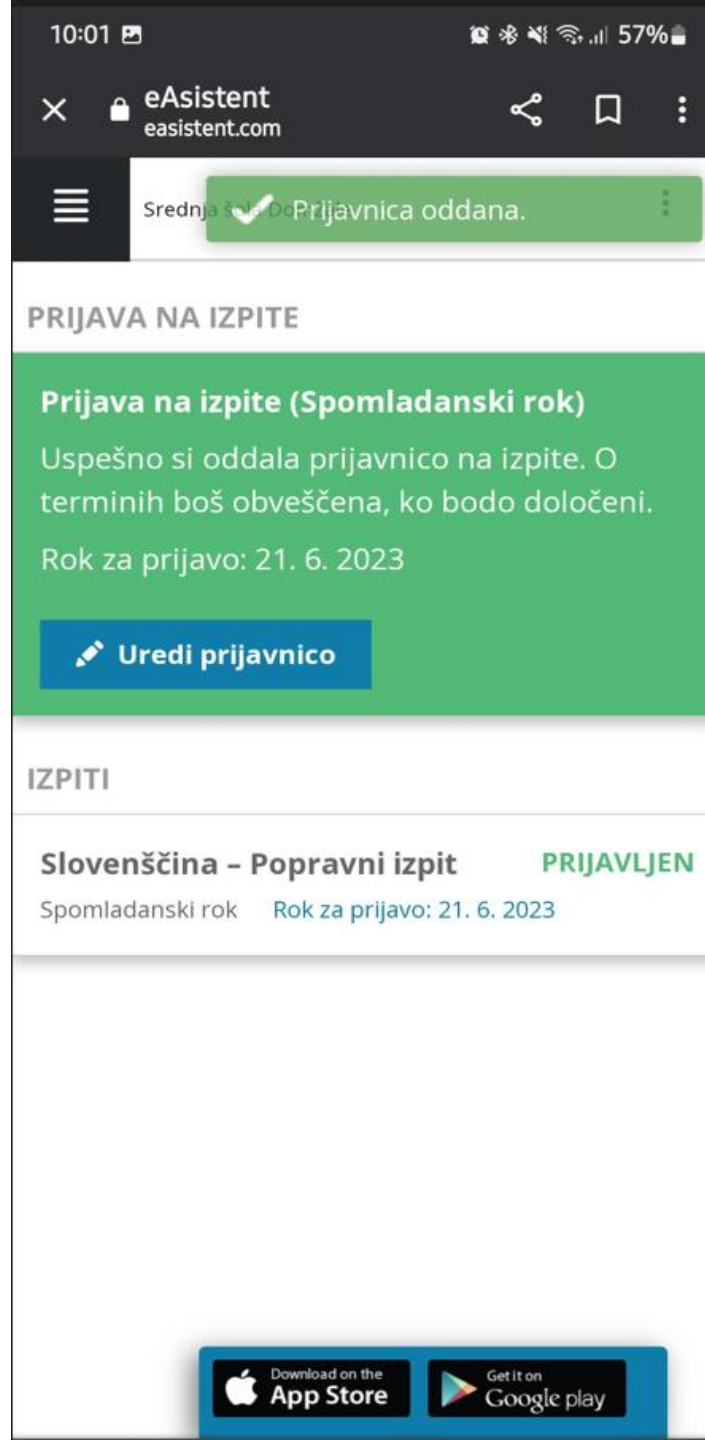 10:01 57%
eAsistent
easistent.com
Srednja šola Domžale
Prijavnica oddana.
PRIJAVA NA IZPITE
Prijava na izpite (Spomladanski rok)
Uspešno si oddala prijavnico na izpite. O
terminih boš obveščena, ko bodo določeni.
Rok za prijavo: 21. 6. 2023
Uredi prijavnico
IZPITI
Slovenščina – Popravni izpit PRIJAVLJEN
Spomladanski rok Rok za prijavo: 21. 6. 2023
Download on the
App Store
Get it on
Google play